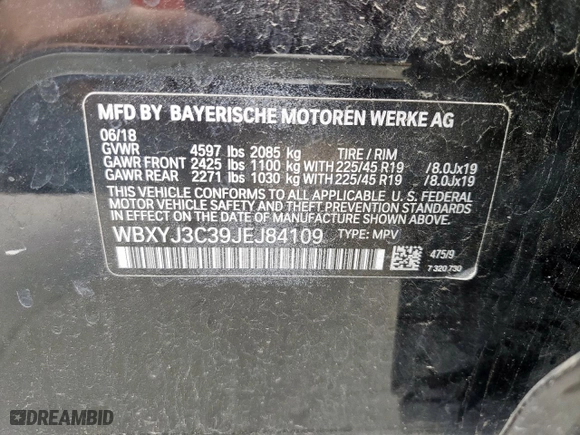 MFD BY BAYERISCHE MOTOREN WERKE AG
06/18
GVWR 4597 lbs 2085 kg TIRE / RIM
GAWR FRONT 2425 lbs 1100 kg WITH 225/45 R19 /8.0Jx19
GAWR REAR 2271 lbs 1030 kg WITH 225/45 R19 /8.0Jx19
THIS VEHICLE CONFORMS TO ALL APPLICABLE U. S. FEDERAL
MOTOR VEHICLE SAFETY, BUMPER, AND THEFT PREVENTION
STANDARDS IN EFFECT ON THE DATE OF MANUFACTURE SHOWN ABOVE.
WBXYJ3C39JEJ84109 TYPE: MPV
475/9
7 320 730
DREAMBID